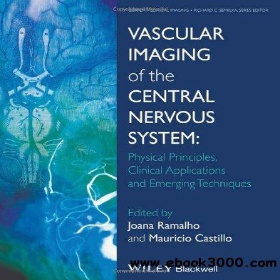 VASCULAR
IMAGING
of the
CENTRAL
NERVOUS
SYSTEM:
Physical Principles,
Clinical Applications
and Emerging Techniques
Edited by
Joana Ramalho
and Mauricio Castillo
WILEY Blackwell
www.ebook3000.com